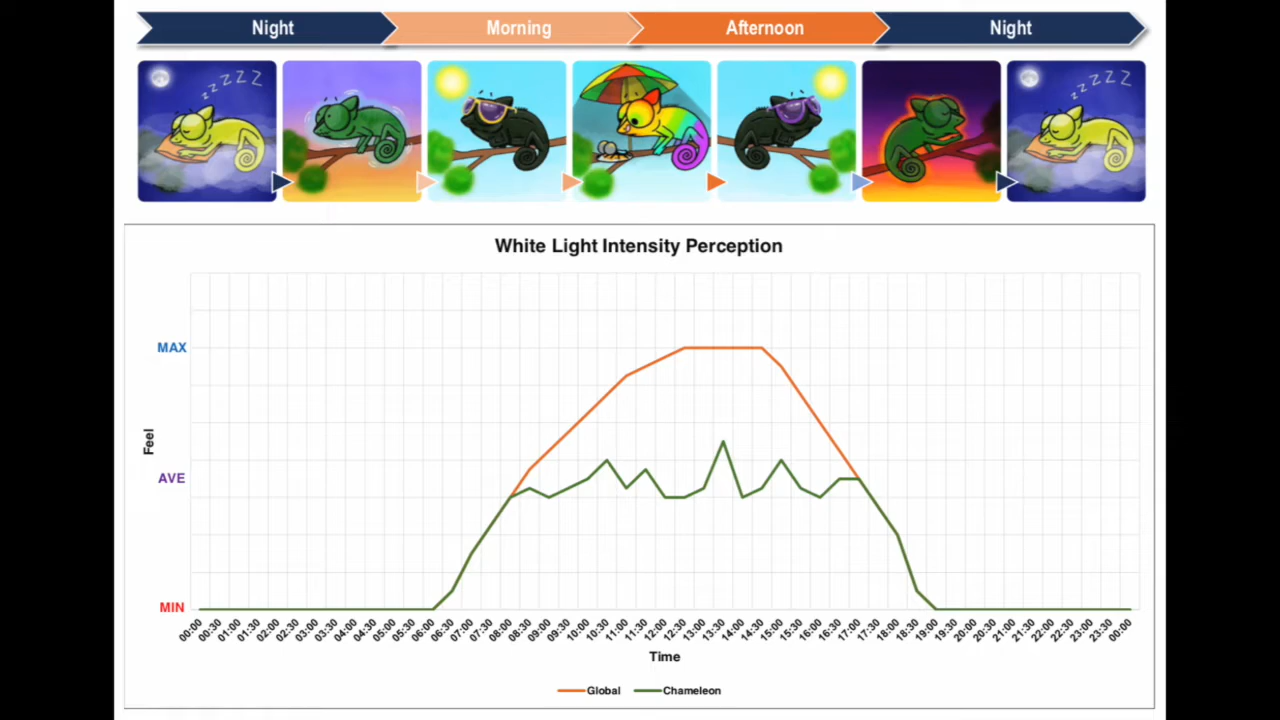 Night
Morning
Afternoon
Night
z z Z Z Z
z z Z Z Z
White Light Intensity Perception
MAX
AVE
MIN
Feel
00:00 00:30 01:00 01:30 02:00 02:30 03:00 03:30 04:00 04:30 05:00 05:30 06:00 06:30 07:00 07:30 08:00 08:30 09:00 09:30 10:00 10:30 11:00 11:30 12:00 12:30 13:00 13:30 14:00 14:30 15:00 15:30 16:00 16:30 17:00 17:30 18:00 18:30 19:00 19:30 20:00 20:30 21:00 21:30 22:00 22:30 23:00 23:30 00:00
Time
Global
Chameleon